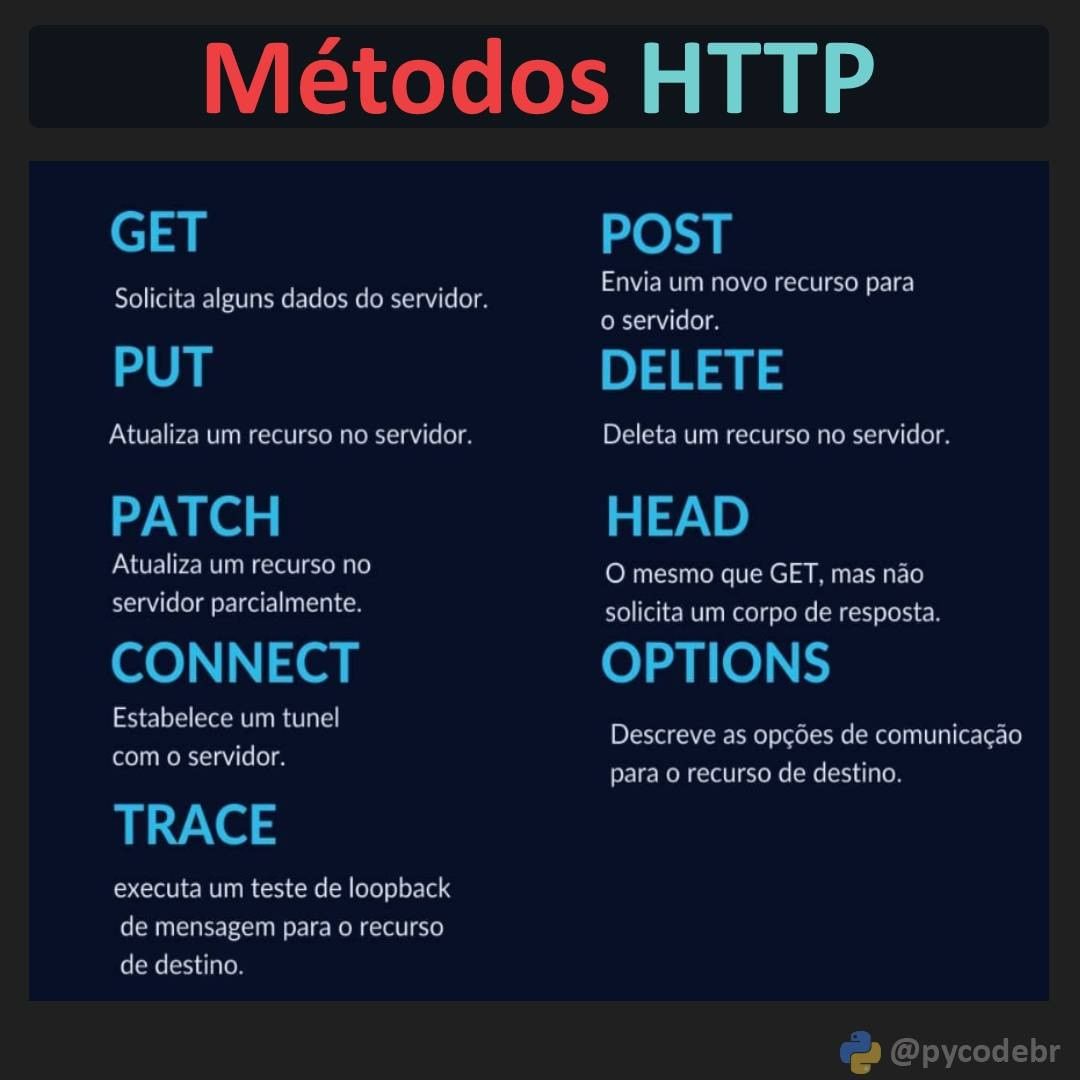 Métodos HTTP
GET
Solicita alguns dados do servidor.
POST
Envia um novo recurso para
o servidor.
PUT
Atualiza um recurso no servidor.
DELETE
Deleta um recurso no servidor.
PATCH
Atualiza um recurso no
servidor parcialmente.
HEAD
O mesmo que GET, mas não
solicita um corpo de resposta.
CONNECT
Estabelece um tunel
com o servidor.
OPTIONS
Descreve as opções de comunicação
para o recurso de destino.
TRACE
executa um teste de loopback
de mensagem para o recurso
de destino.
@pycodebr